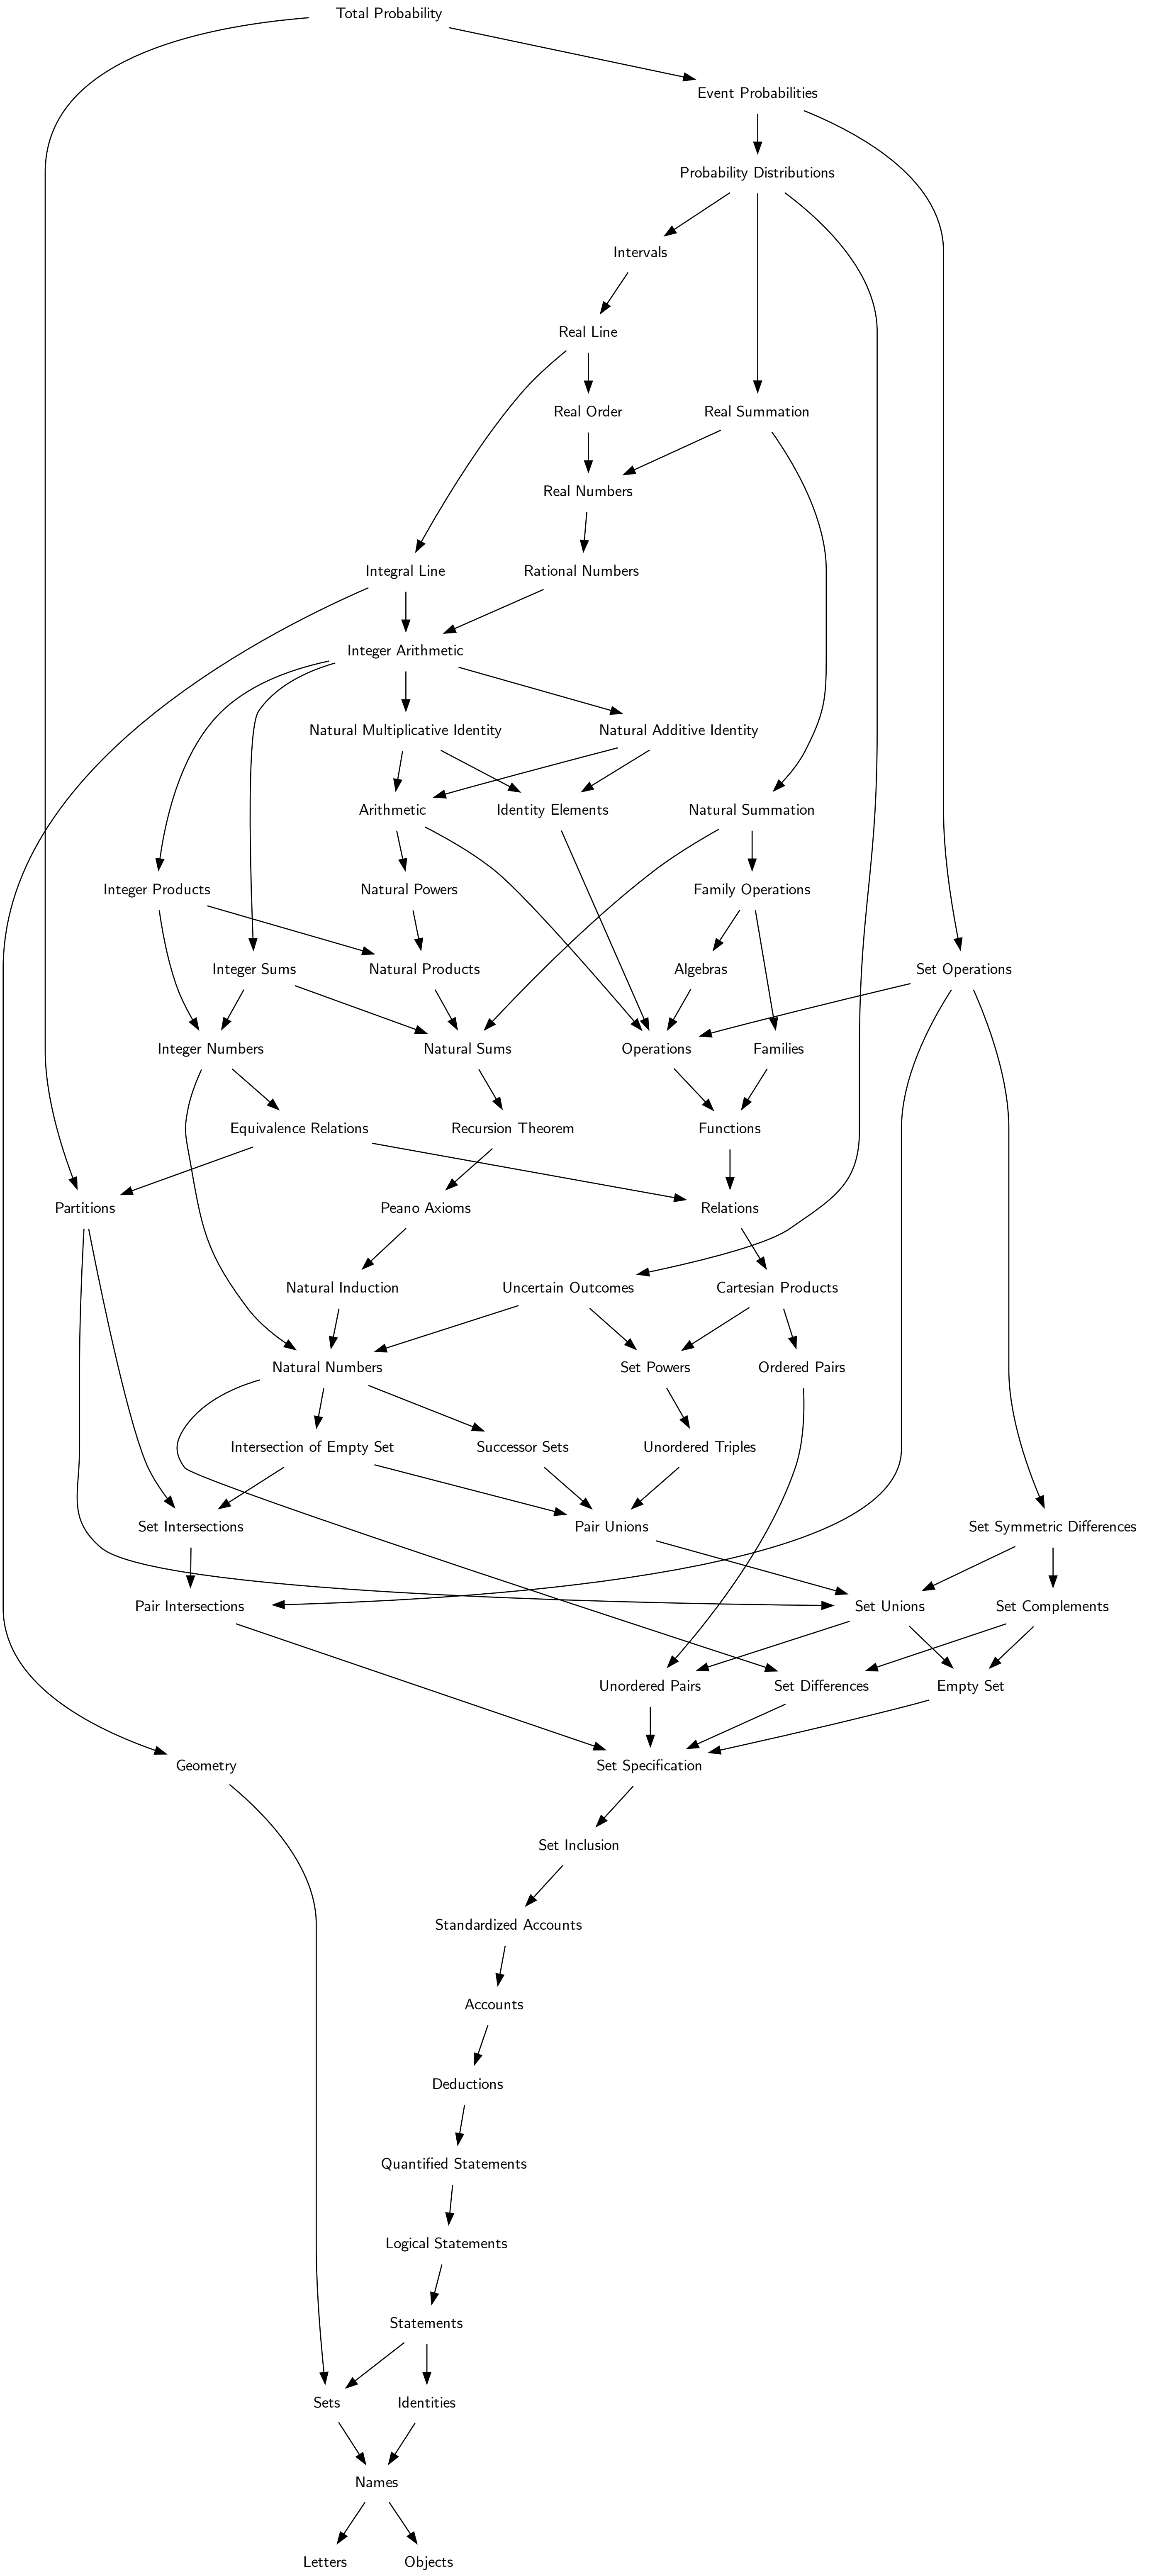 Total Probability
Event Probabilities
Probability Distributions
Intervals
Real Line
Real Order
Real Summation
Real Numbers
Integral Line
Rational Numbers
Integer Arithmetic
Natural Multiplicative Identity
Natural Additive Identity
Arithmetic
Identity Elements
Natural Summation
Integer Products
Natural Powers
Family Operations
Integer Sums
Natural Products
Algebras
Set Operations
Integer Numbers
Natural Sums
Operations
Families
Equivalence Relations
Recursion Theorem
Functions
Partitions
Peano Axioms
Relations
Natural Induction
Uncertain Outcomes
Cartesian Products
Natural Numbers
Set Powers
Ordered Pairs
Intersection of Empty Set
Successor Sets
Unordered Triples
Set Intersections
Pair Unions
Set Symmetric Differences
Pair Intersections
Set Unions
Set Complements
Unordered Pairs
Set Differences
Empty Set
Geometry
Set Specification
Set Inclusion
Standardized Accounts
Accounts
Deductions
Quantified Statements
Logical Statements
Statements
Sets
Identities
Names
Letters
Objects